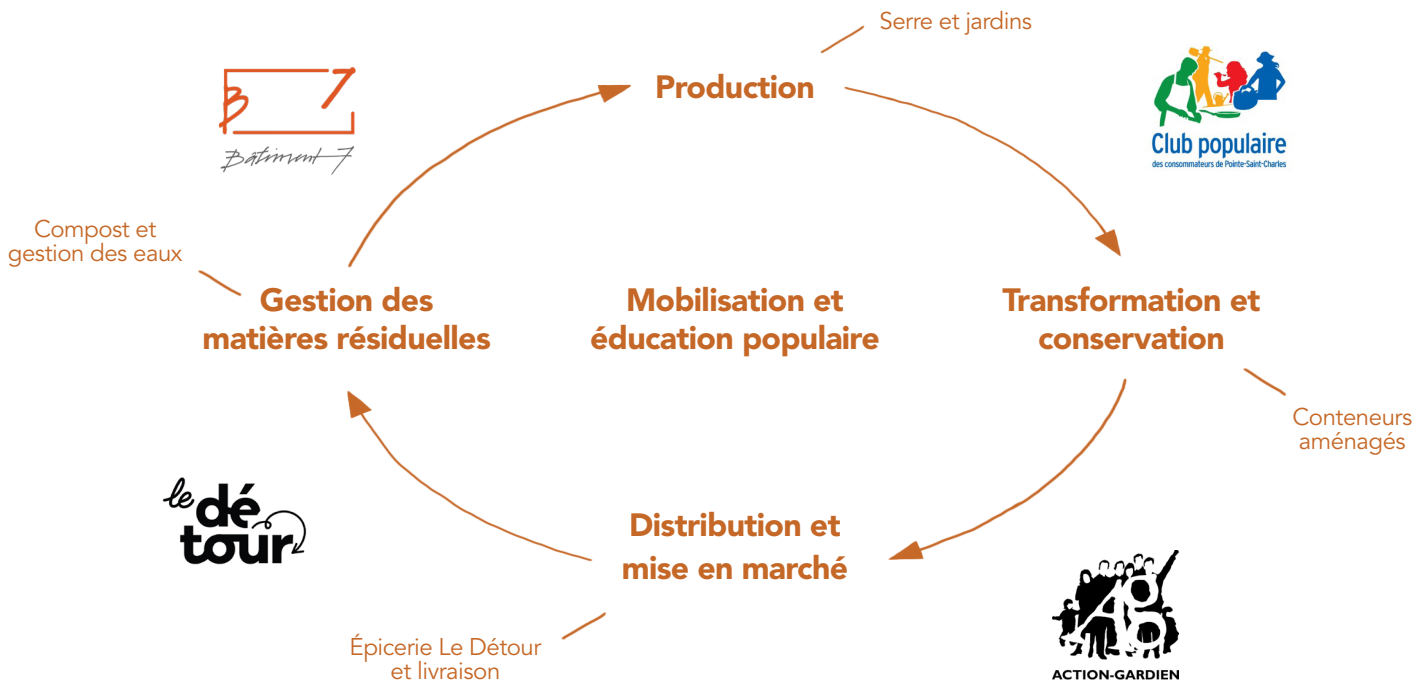 Serre et jardins
Production
B 7
Bâtiment 7
Club populaire
des consommateurs de Pointe-Saint-Charles
Compost et
gestion des eaux
Gestion des
matières résiduelles
Mobilisation et
éducation populaire
Transformation et
conservation
Conteneurs
aménagés
le dé
tour
Distribution et
mise en marché
Épicerie Le Détour
et livraison
ACTION-GARDIEN